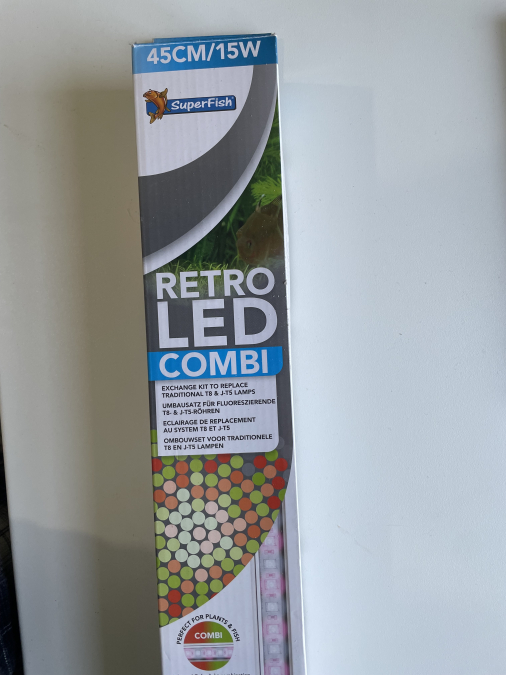 45CM/15W
SuperFish
RETRO
LED
COMBI
EXCHANGE KIT TO REPLACE
TRADITIONAL T8 & J-T5 LAMPS
UMBAUSATZ FÜR FLUORESZIERENDE
T8- & J-T5-RÖHREN
ECLAIRAGE DE REPLACEMENT
AU SYSTEM T8 ET J-T5
OMBOUWSET VOOR TRADITIONELE
T8 EN J-T5 LAMPEN
PERFECT FOR PLANTS & FISH
COMBI